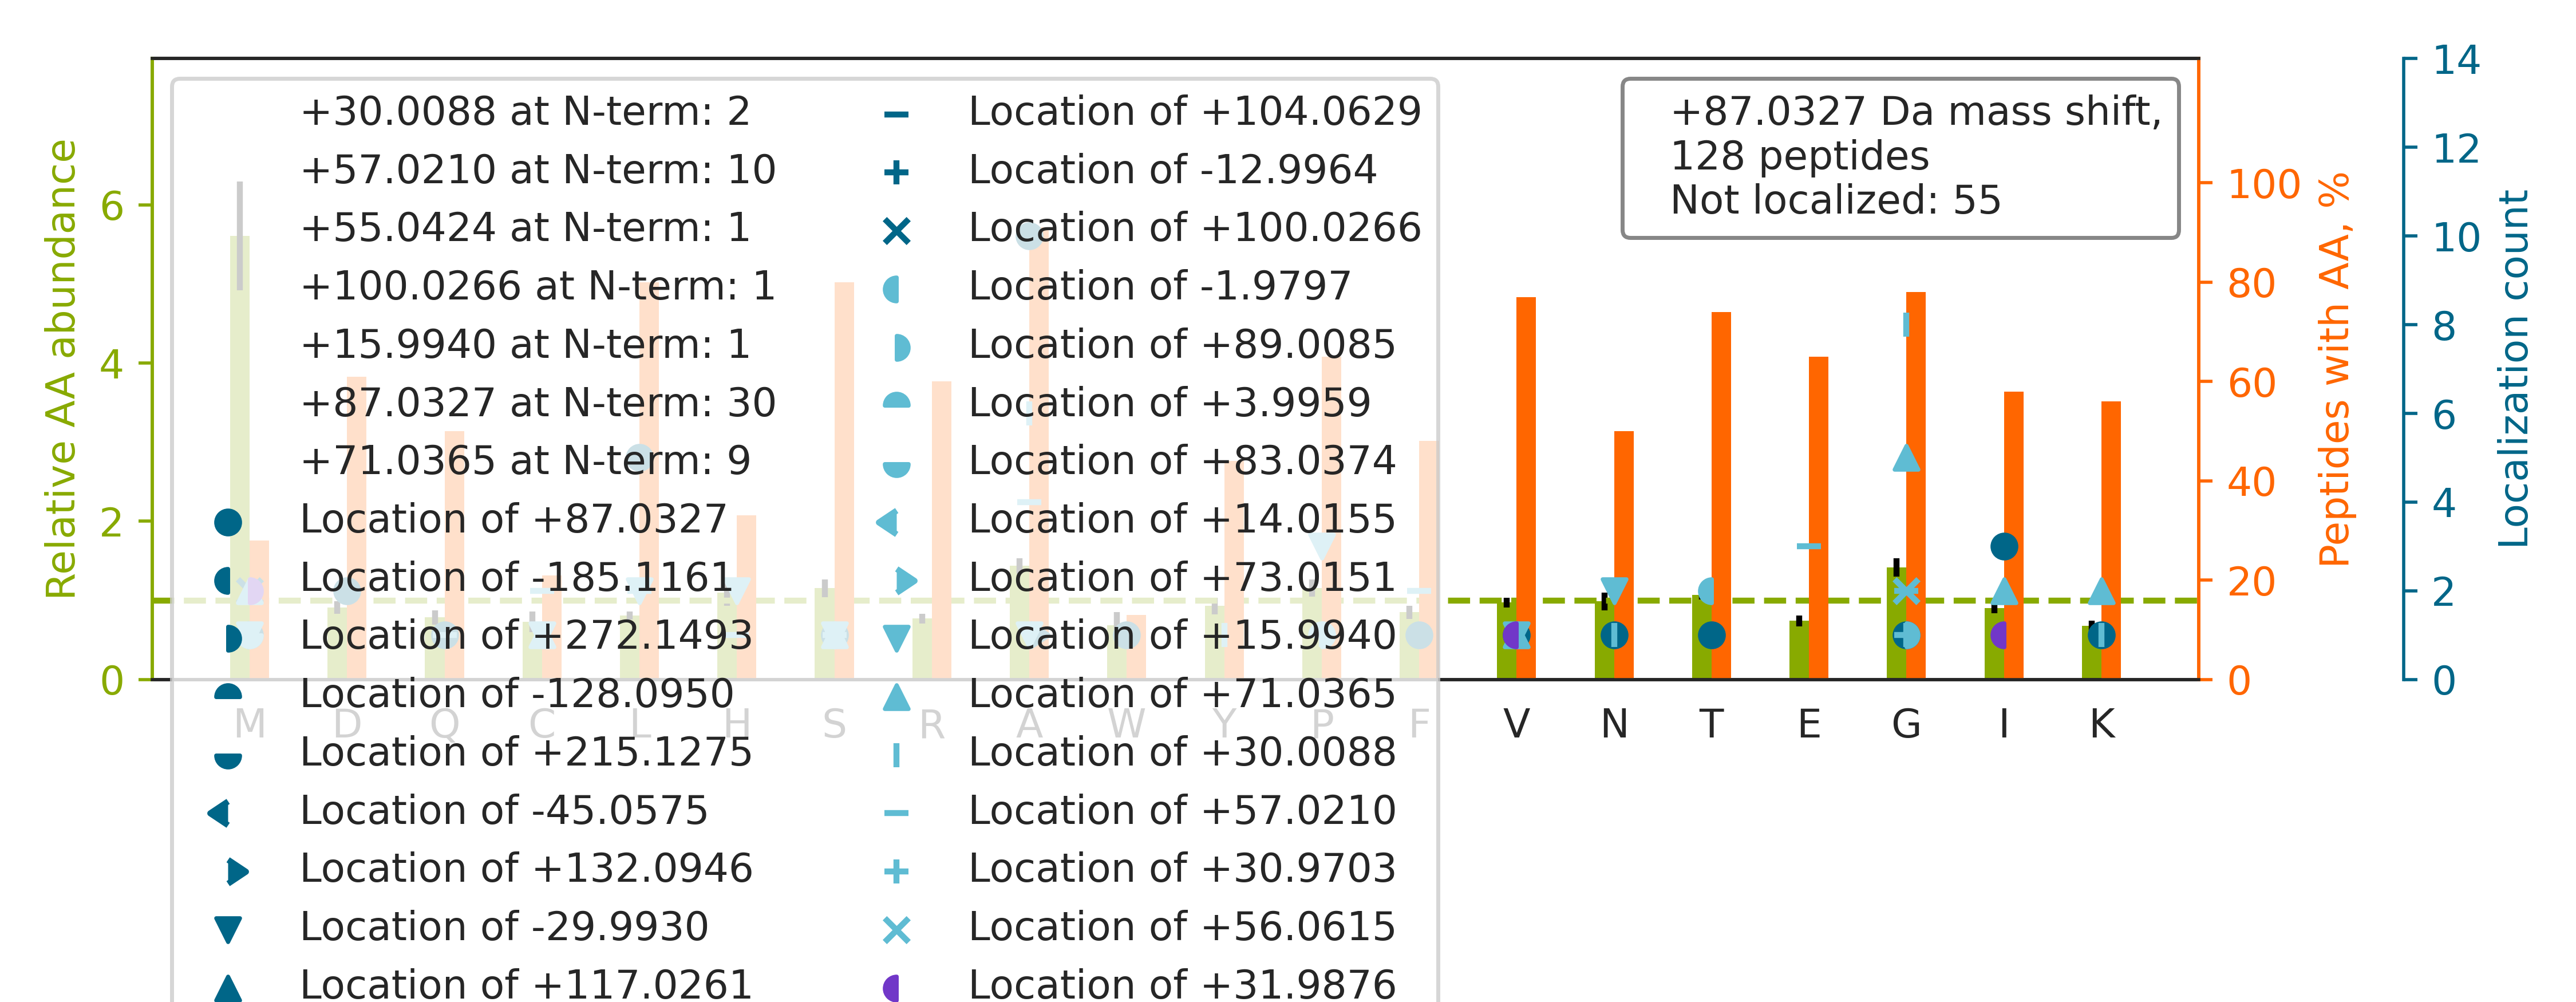 +30.0088 at N-term: 2
+57.0210 at N-term: 10
+55.0424 at N-term: 1
+100.0266 at N-term: 1
+15.9940 at N-term: 1
+87.0327 at N-term: 30
+71.0365 at N-term: 9
Location of +87.0327
Location of -185.1161
Location of +272.1493
Location of -128.0950
Location of +215.1275
Location of -45.0575
Location of +132.0946
Location of -29.9930
Location of +117.0261
Location of +104.0629
Location of -12.9964
Location of +100.0266
Location of -1.9797
Location of +89.0085
Location of +3.9959
Location of +83.0374
Location of +14.0155
Location of +73.0151
Location of +15.9940
Location of +71.0365
Location of +30.0088
Location of +57.0210
Location of +30.9703
Location of +56.0615
Location of +31.9876
+87.0327 Da mass shift,
128 peptides
Not localized: 55
Relative AA abundance
6
4
2
0
M D Q C L H S R A W Y P F V N T E G I K
100
80
60
40
20
0
Peptides with AA, %
14
12
10
8
6
4
2
0
Localization count